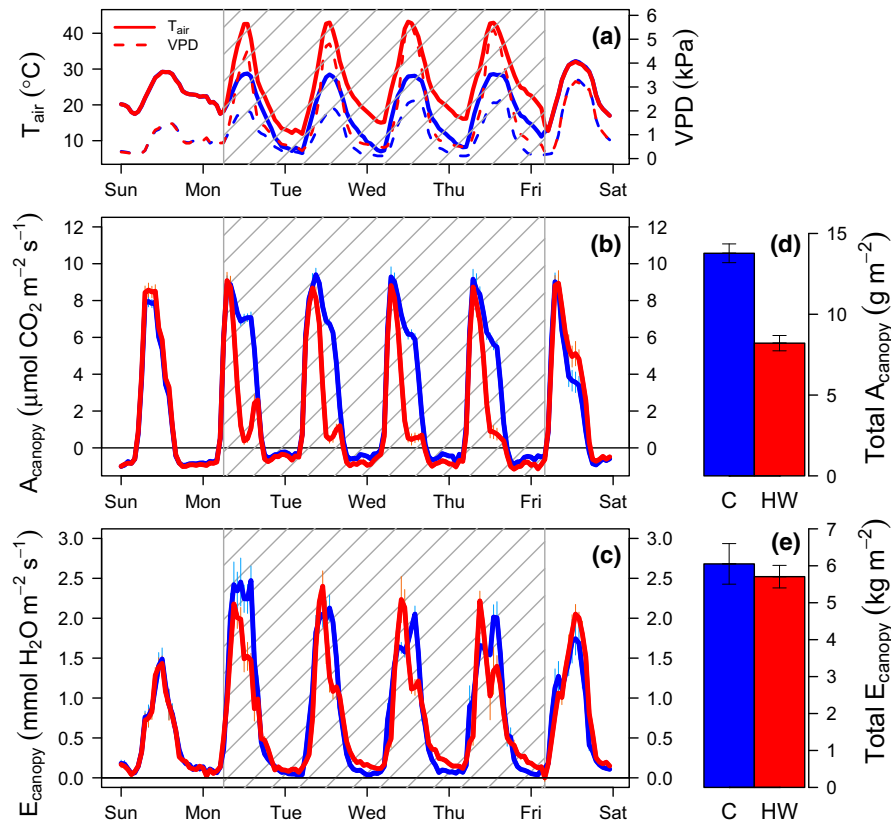 T_air
VPD
(a)
T_air (°C)
40
30
20
10
6
5
4
3
2
1
0
VPD (kPa)
Sun Mon Tue Wed Thu Fri Sat
(b)
A_canopy (μmol CO₂ m⁻² s⁻¹)
12
10
8
6
4
2
0
12
10
8
6
4
2
0
Sun Mon Tue Wed Thu Fri Sat
(d)
15
10
5
0
Total A_canopy (g m⁻²)
C HW
(c)
E_canopy (mmol H₂O m⁻² s⁻¹)
3.0
2.5
2.0
1.5
1.0
0.5
0.0
3.0
2.5
2.0
1.5
1.0
0.5
0.0
Sun Mon Tue Wed Thu Fri Sat
(e)
7
6
5
4
3
2
1
0
Total E_canopy (kg m⁻²)
C HW